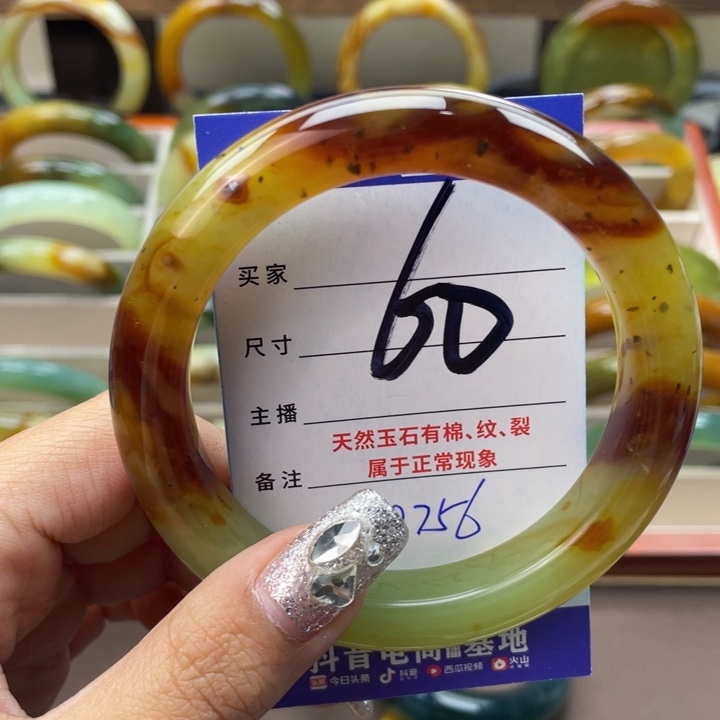 买家
60
尺寸
主播
天然玉石有棉、纹、裂
属于正常现象
备注
0256
抖音电商 基地
今日头条 抖音 西瓜视频 火山